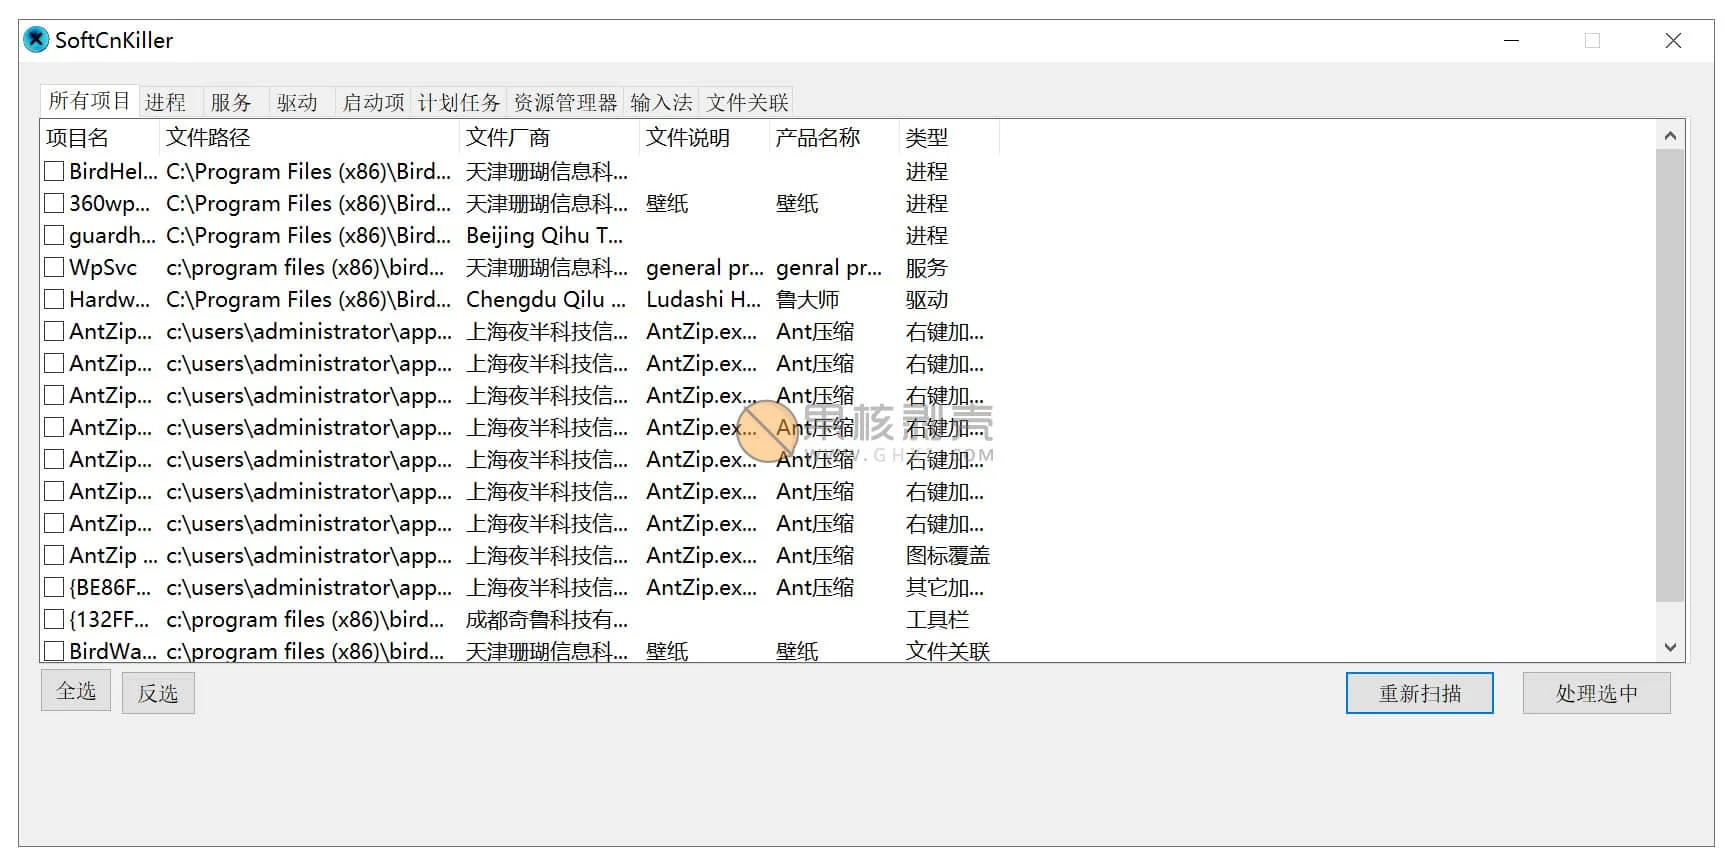 SoftCnKiller
所有项目 进程 服务 驱动 启动项 计划任务 资源管理器 输入法 文件关联
项目名 文件路径 文件厂商 文件说明 产品名称 类型
BirdHel... C:\Program Files (x86)\Bird... 天津珊瑚信息科... 进程
360wp... C:\Program Files (x86)\Bird... 天津珊瑚信息科... 壁纸 壁纸 进程
guardh... C:\Program Files (x86)\Bird... Beijing Qihu T... 进程
WpSvc c:\program files (x86)\bird... 天津珊瑚信息科... general pr... genral pr... 服务
Hardw... C:\Program Files (x86)\Bird... Chengdu Qilu ... Ludashi H... 鲁大师 驱动
AntZip... c:\users\administrator\app... 上海夜半科技信... AntZip.ex... Ant压缩 右键加...
AntZip... c:\users\administrator\app... 上海夜半科技信... AntZip.ex... Ant压缩 右键加...
AntZip... c:\users\administrator\app... 上海夜半科技信... AntZip.ex... Ant压缩 右键加...
AntZip... c:\users\administrator\app... 上海夜半科技信... AntZip.ex... Ant压缩 右键加...
果核剥壳
AntZip... c:\users\administrator\app... 上海夜半科技信... AntZip.ex... Ant压缩 右键加...
AntZip... c:\users\administrator\app... 上海夜半科技信... AntZip.ex... Ant压缩 右键加...
AntZip... c:\users\administrator\app... 上海夜半科技信... AntZip.ex... Ant压缩 右键加...
AntZip ... c:\users\administrator\app... 上海夜半科技信... AntZip.ex... Ant压缩 图标覆盖
{BE86F... c:\users\administrator\app... 上海夜半科技信... AntZip.ex... Ant压缩 其它加...
{132FF... c:\program files (x86)\bird... 成都奇鲁科技有... 工具栏
BirdWa... c:\program files (x86)\bird... 天津珊瑚信息科... 壁纸 壁纸 文件关联
全选 反选 重新扫描 处理选中